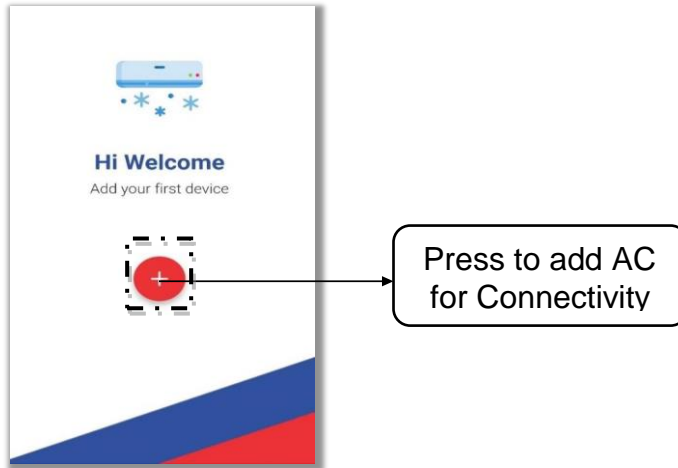 Hi Welcome
Add your first device
+
Press to add AC
for Connectivity